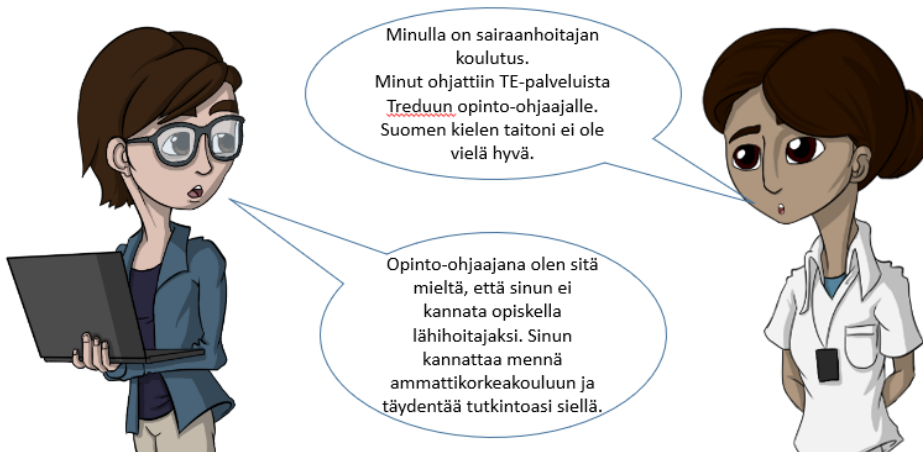 Minulla on sairaanhoitajan
koulutus.
Minut ohjattiin TE-palveluista
Treduun opinto-ohjaajalle.
Suomen kielen taitoni ei ole
vielä hyvä.
Opinto-ohjaajana olen sitä
mieltä, että sinun ei
kannata opiskella
lähihoitajaksi. Sinun
kannattaa mennä
ammattikorkeakouluun ja
täydentää tutkintoasi siellä.